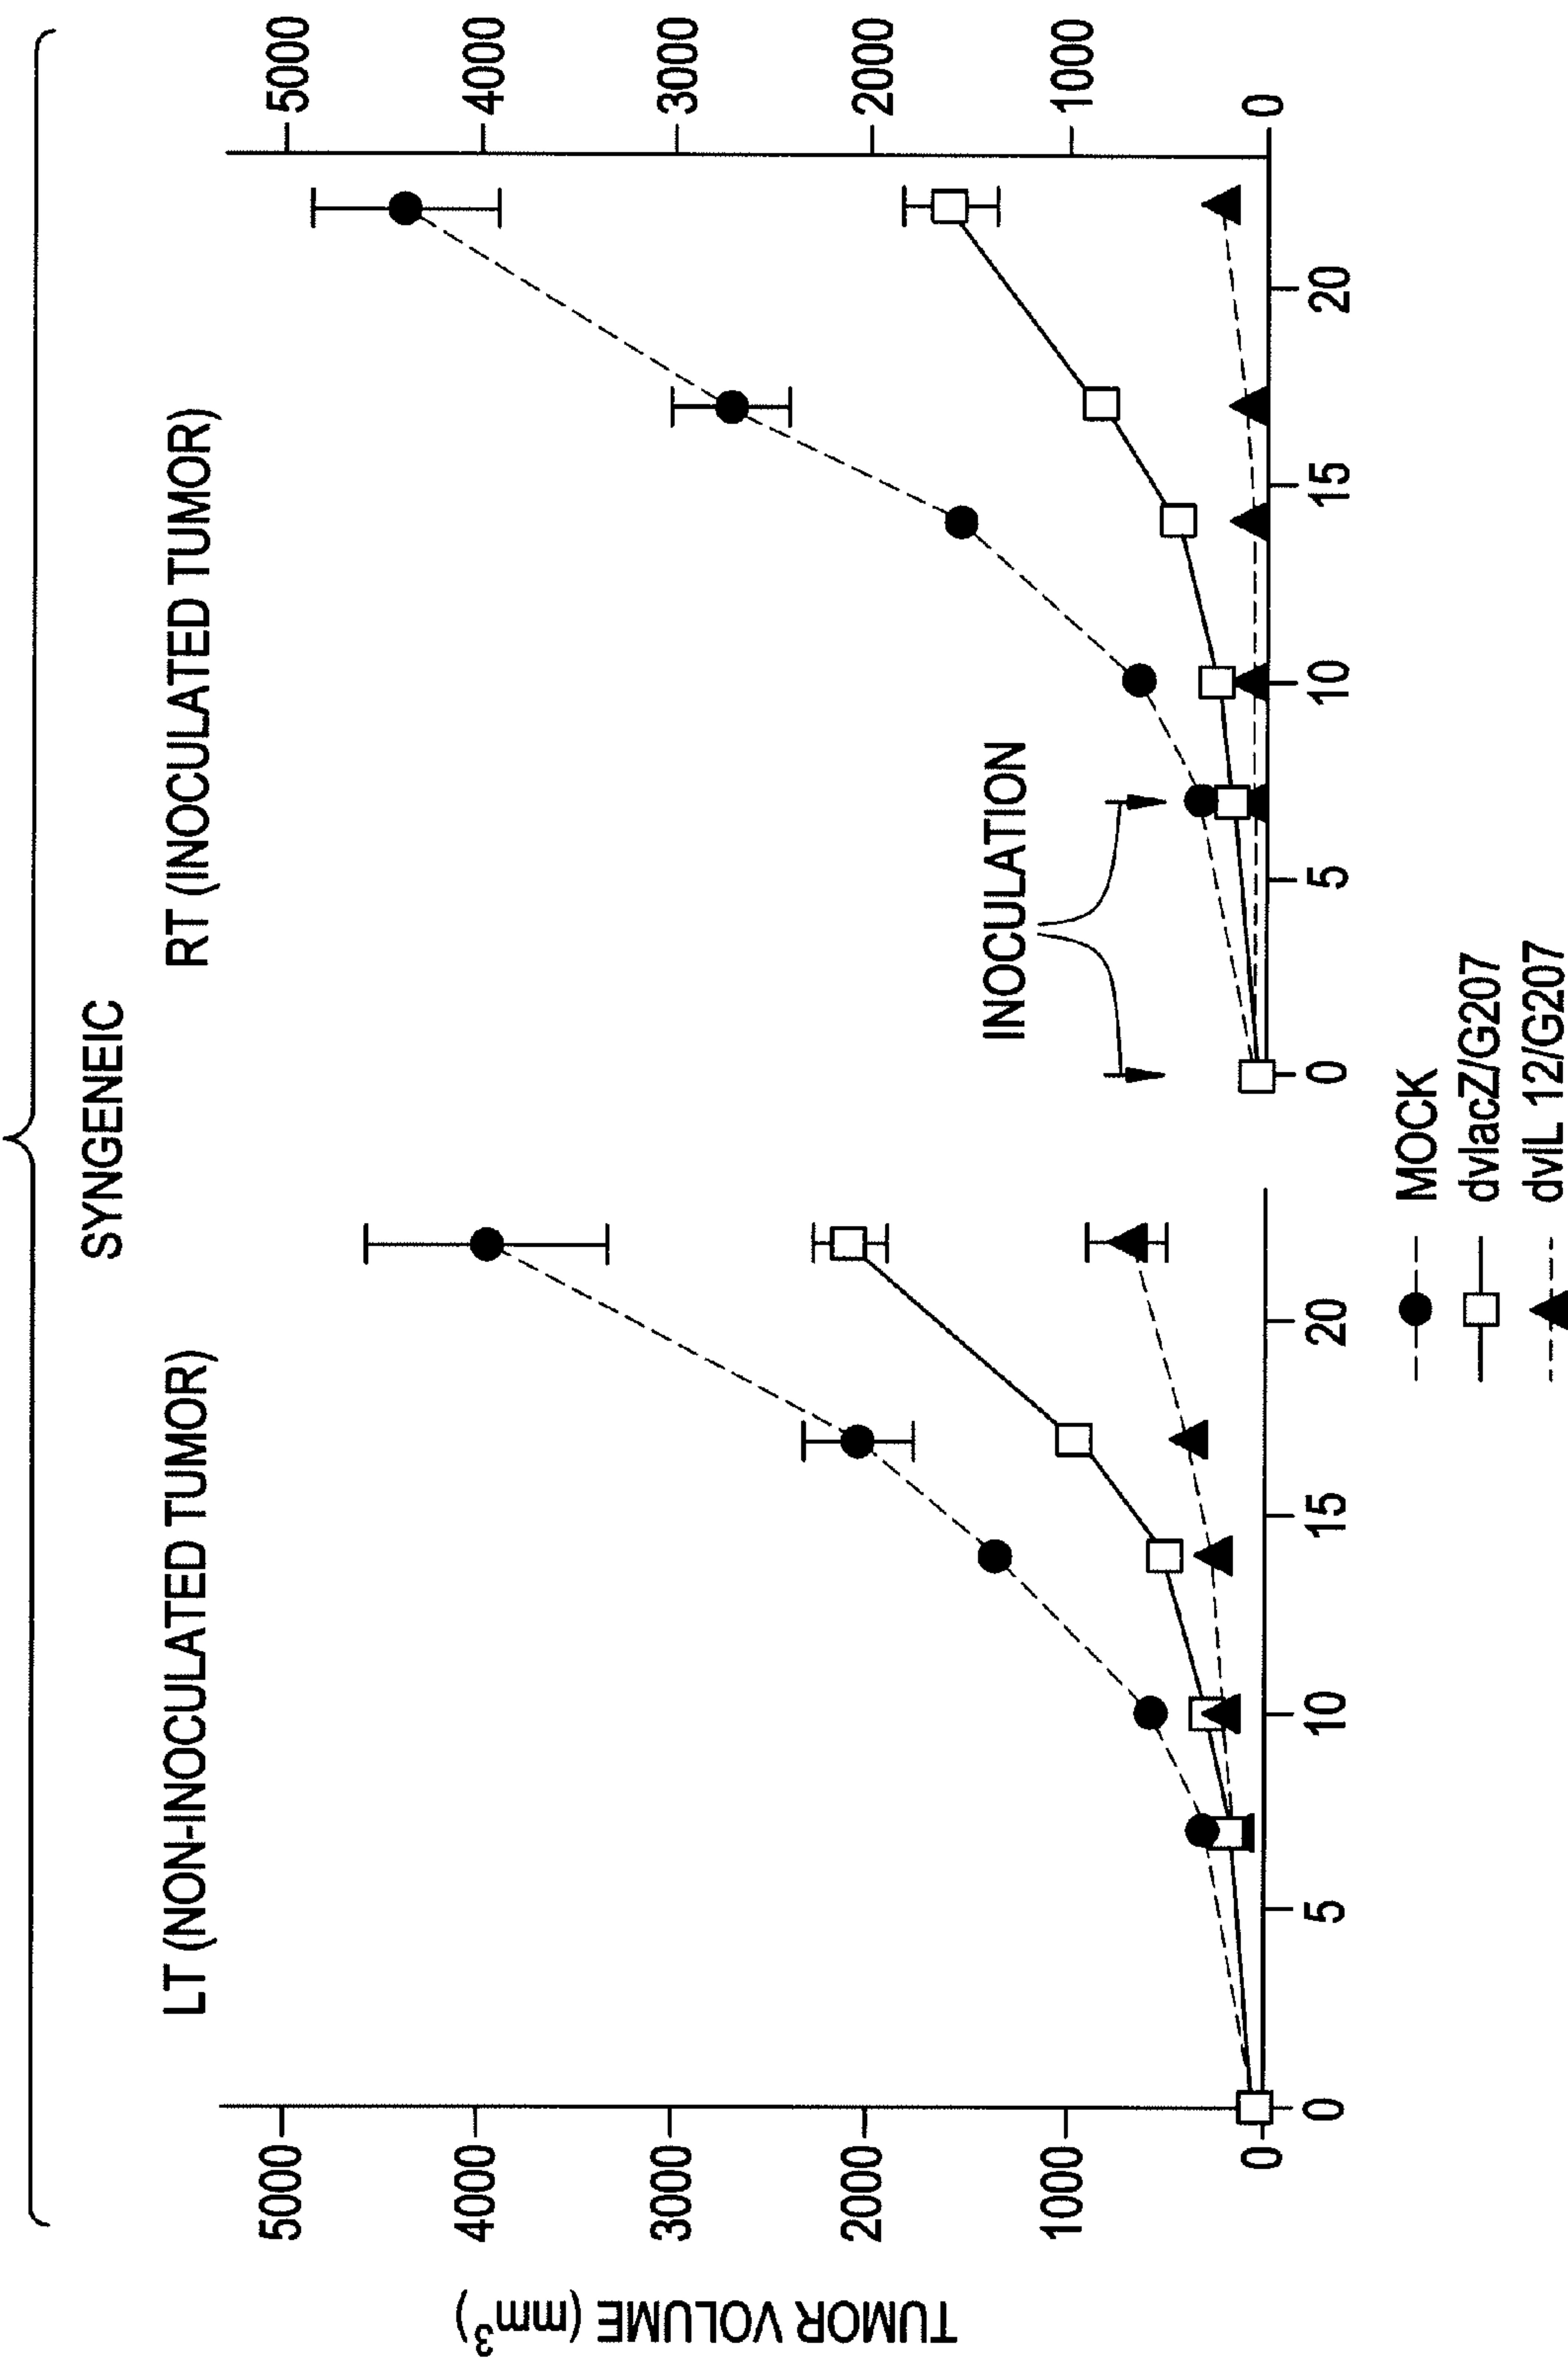 SYNGENEIC
LT (NON-INOCULATED TUMOR)
RT (INOCULATED TUMOR)
TUMOR VOLUME (mm³)
5000
4000
3000
2000
1000
0
0
5
10
15
20
INOCULATION
5000
4000
3000
2000
1000
0
0
5
10
15
20
MOCK
dvlacZ/G207
dvIL 12/G207